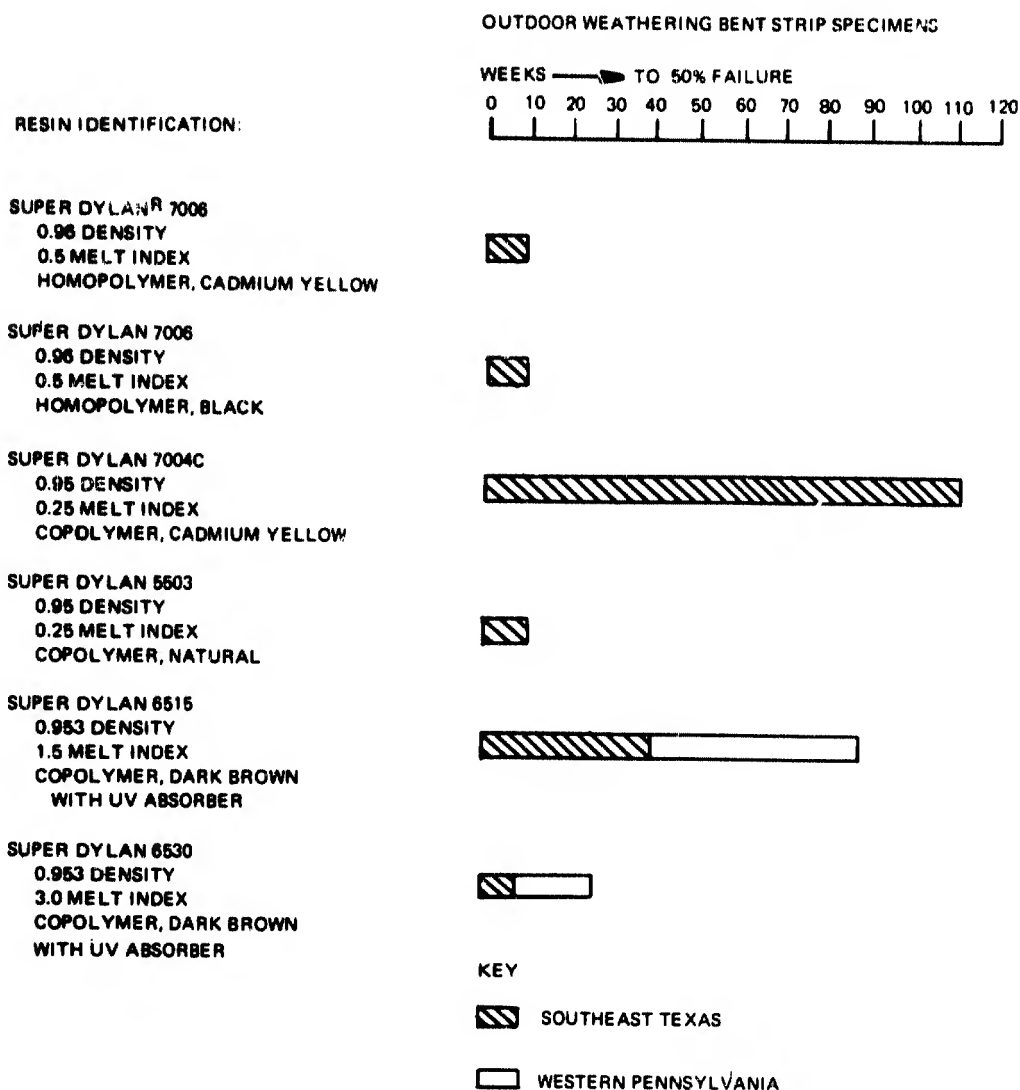 OUTDOOR WEATHERING BENT STRIP SPECIMENS
WEEKS TO 50% FAILURE
0 10 20 30 40 50 60 70 80 90 100 110 120
RESIN IDENTIFICATION:
SUPER DYLANR 7006
0.96 DENSITY
0.5 MELT INDEX
HOMOPOLYMER, CADMIUM YELLOW
SUPER DYLAN 7006
0.96 DENSITY
0.5 MELT INDEX
HOMOPOLYMER, BLACK
SUPER DYLAN 7004C
0.95 DENSITY
0.25 MELT INDEX
COPOLYMER, CADMIUM YELLOW
SUPER DYLAN 5503
0.95 DENSITY
0.25 MELT INDEX
COPOLYMER, NATURAL
SUPER DYLAN 6515
0.953 DENSITY
1.5 MELT INDEX
COPOLYMER, DARK BROWN
WITH UV ABSORBER
SUPER DYLAN 6530
0.953 DENSITY
3.0 MELT INDEX
COPOLYMER, DARK BROWN
WITH UV ABSORBER
KEY
SOUTHEAST TEXAS
WESTERN PENNSYLVANIA